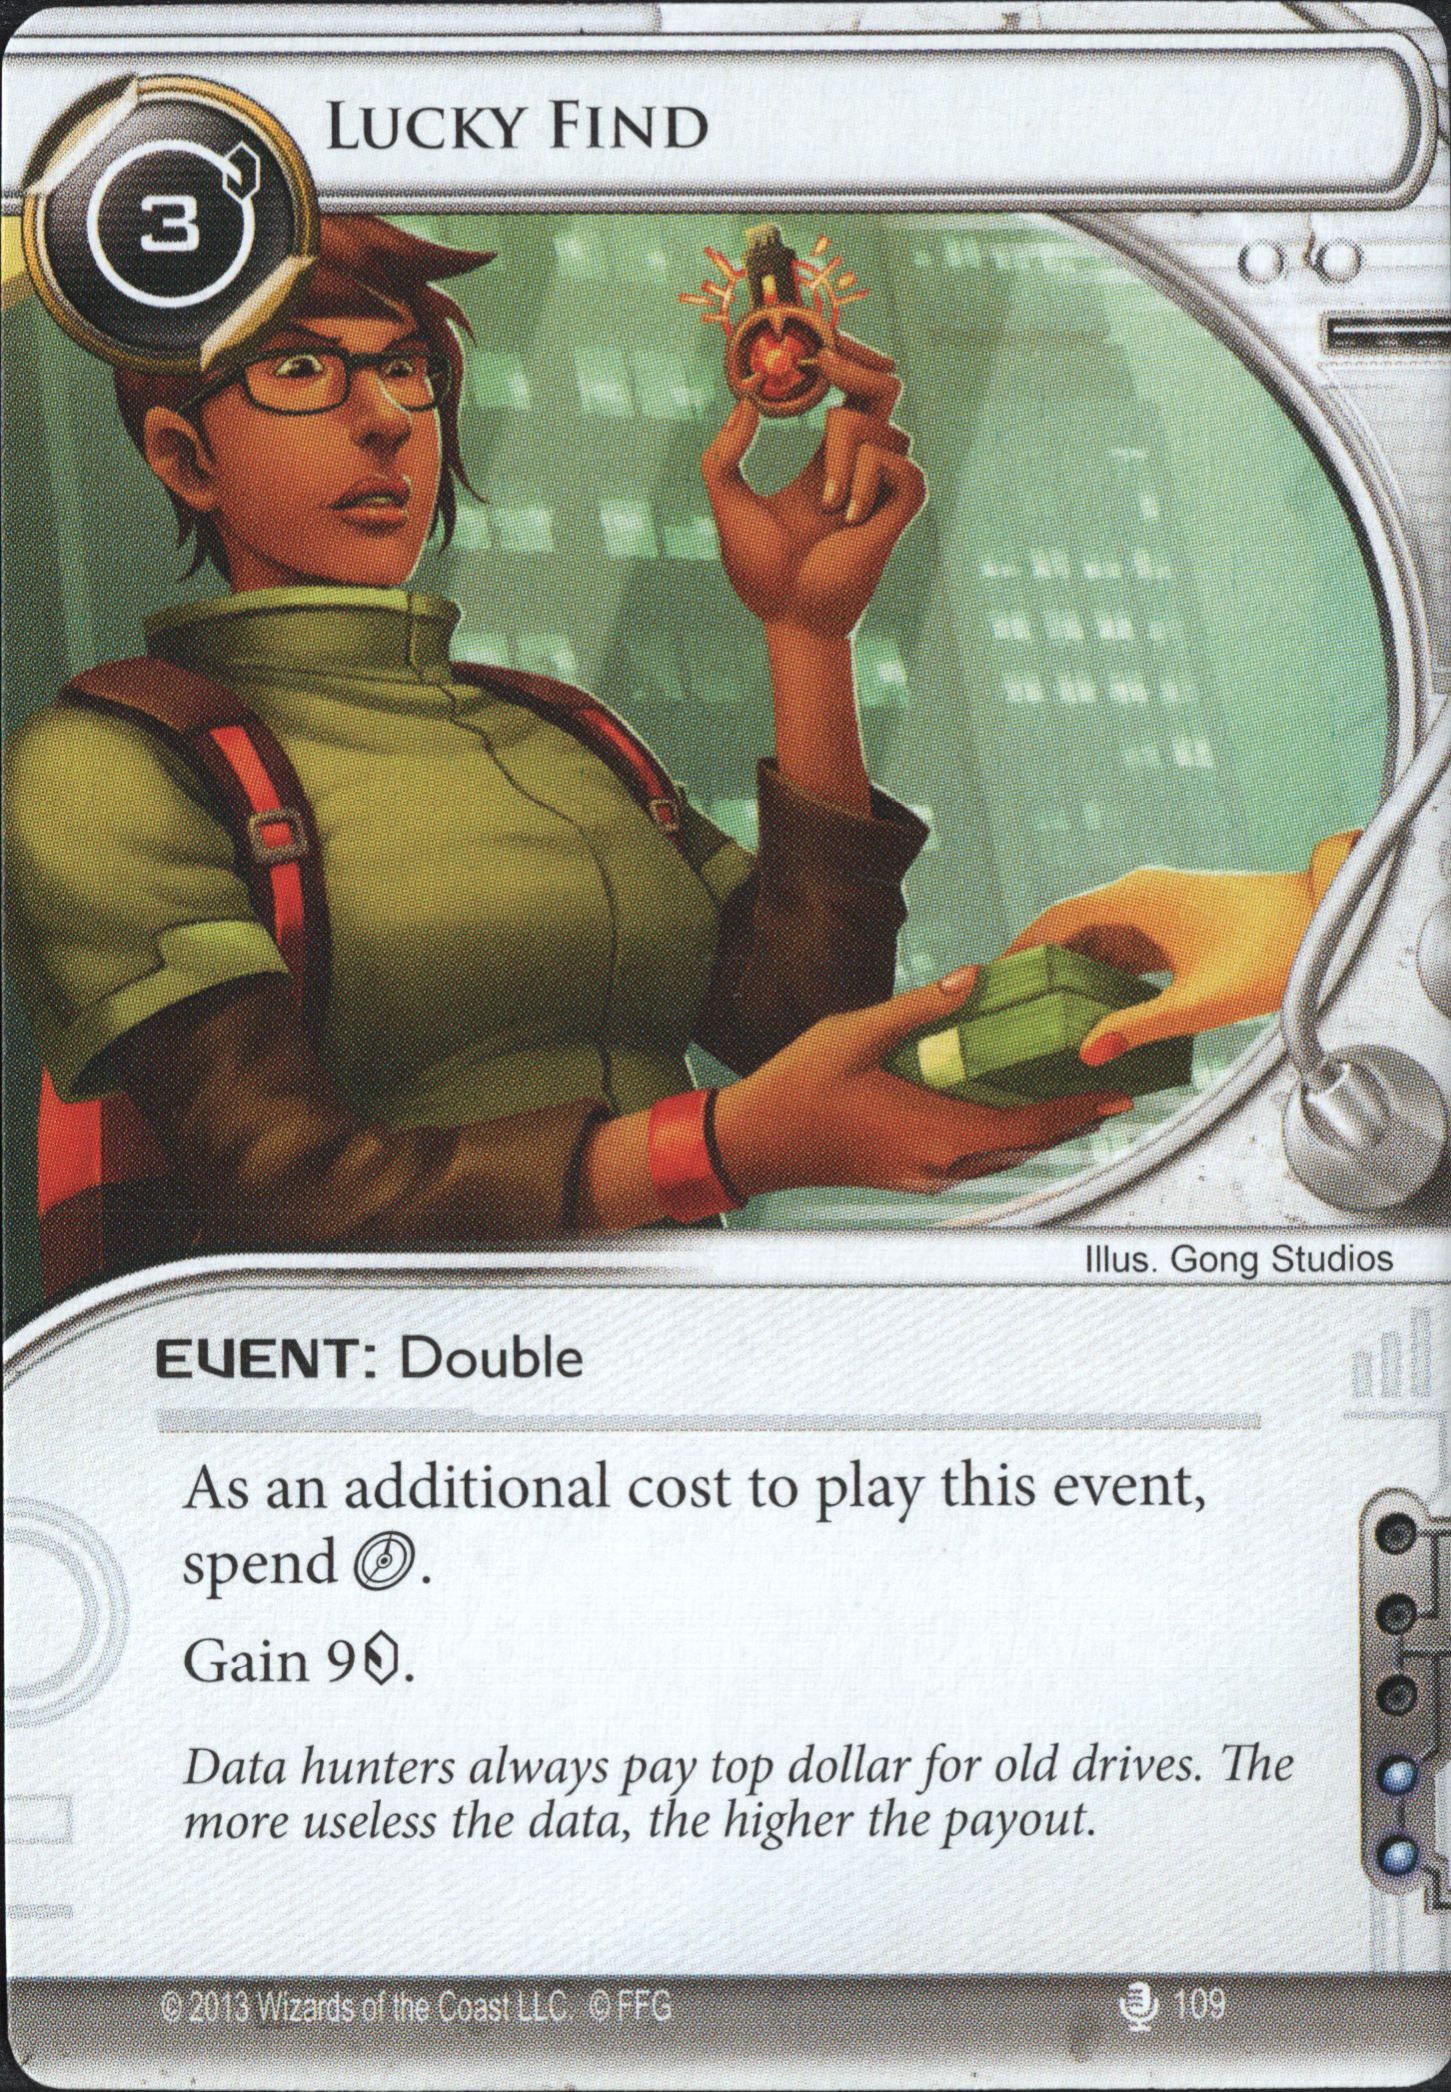 Lucky Find
3
Illus. Gong Studios
EVENT: Double
As an additional cost to play this event,
spend .
Gain 9.
Data hunters always pay top dollar for old drives. The
more useless the data, the higher the payout.
© 2013 Wizards of the Coast LLC. © FFG
109